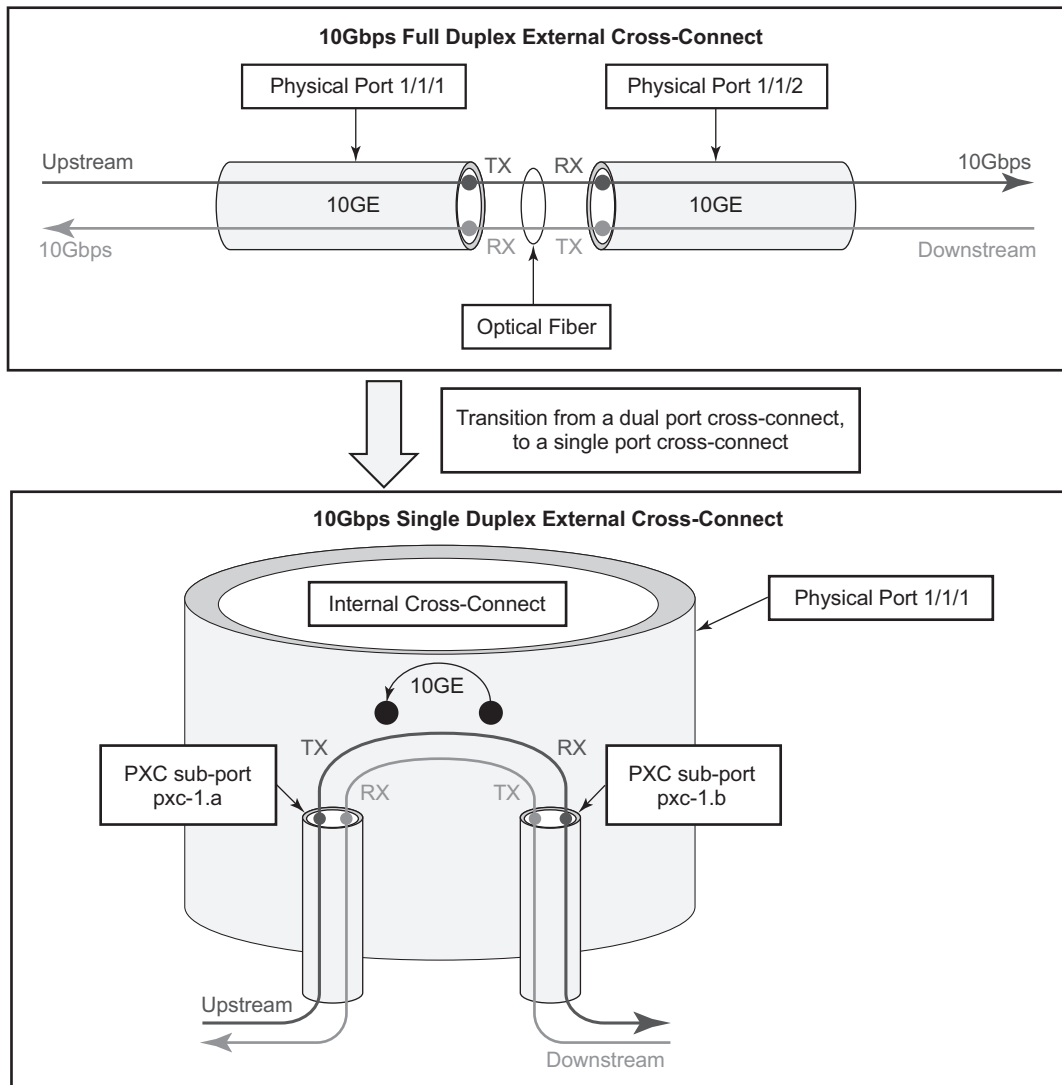 10Gbps Full Duplex External Cross-Connect
Physical Port 1/1/1
Physical Port 1/1/2
Upstream
TX
RX
10Gbps
10GE
10GE
10Gbps
RX
TX
Downstream
Optical Fiber
Transition from a dual port cross-connect,
to a single port cross-connect
10Gbps Single Duplex External Cross-Connect
Internal Cross-Connect
Physical Port 1/1/1
10GE
TX
RX
PXC sub-port
pxc-1.a
RX
TX
PXC sub-port
pxc-1.b
Upstream
Downstream